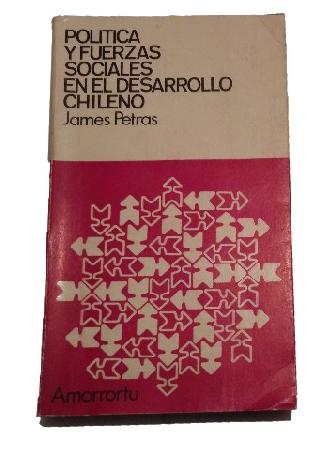 POLITICA
Y FUERZAS
SOCIALES
EN EL DESARROLLO
CHILENO
James Petras
Amorrortu